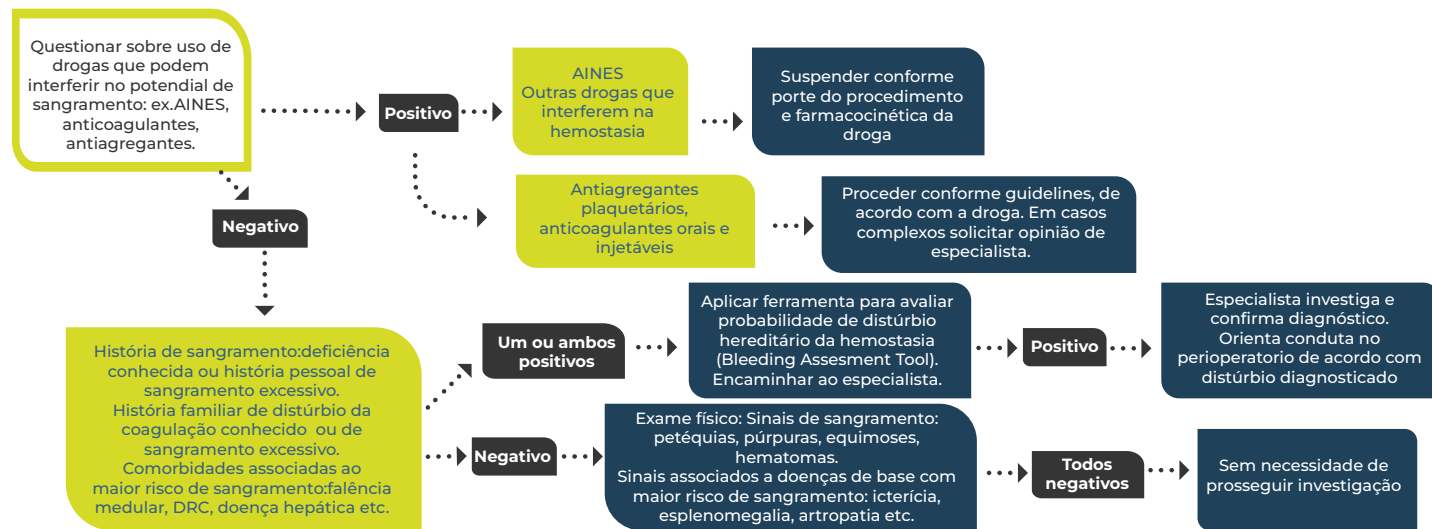 Questionar sobre uso de
drogas que podem
interferir no potendial de
sangramento: ex.AINES,
anticoagulantes,
antiagregantes.
Positivo
AINES
Outras drogas que
interferem na
hemostasia
Suspender conforme
porte do procedimento
e farmacocinética da
droga
Antiagregantes
plaquetários,
anticoagulantes orais e
injetáveis
Proceder conforme guidelines, de
acordo com a droga. Em casos
complexos solicitar opinião de
especialista.
Negativo
História de sangramento:deficiência
conhecida ou história pessoal de
sangramento excessivo.
História familiar de distúrbio da
coagulação conhecido ou de
sangramento excessivo.
Comorbidades associadas ao
maior risco de sangramento:falência
medular, DRC, doença hepática etc.
Um ou ambos
positivos
Aplicar ferramenta para avaliar
probabilidade de distúrbio
hereditário da hemostasia
(Bleeding Assesment Tool).
Encaminhar ao especialista.
Positivo
Especialista investiga e
confirma diagnóstico.
Orienta conduta no
perioperatorio de acordo com
distúrbio diagnosticado
Negativo
Exame físico: Sinais de sangramento:
petéquias, púrpuras, equimoses,
hematomas.
Sinais associados a doenças de base com
maior risco de sangramento: icterícia,
esplenomegalia, artropatia etc.
Todos
negativos
Sem necessidade de
prosseguir investigação